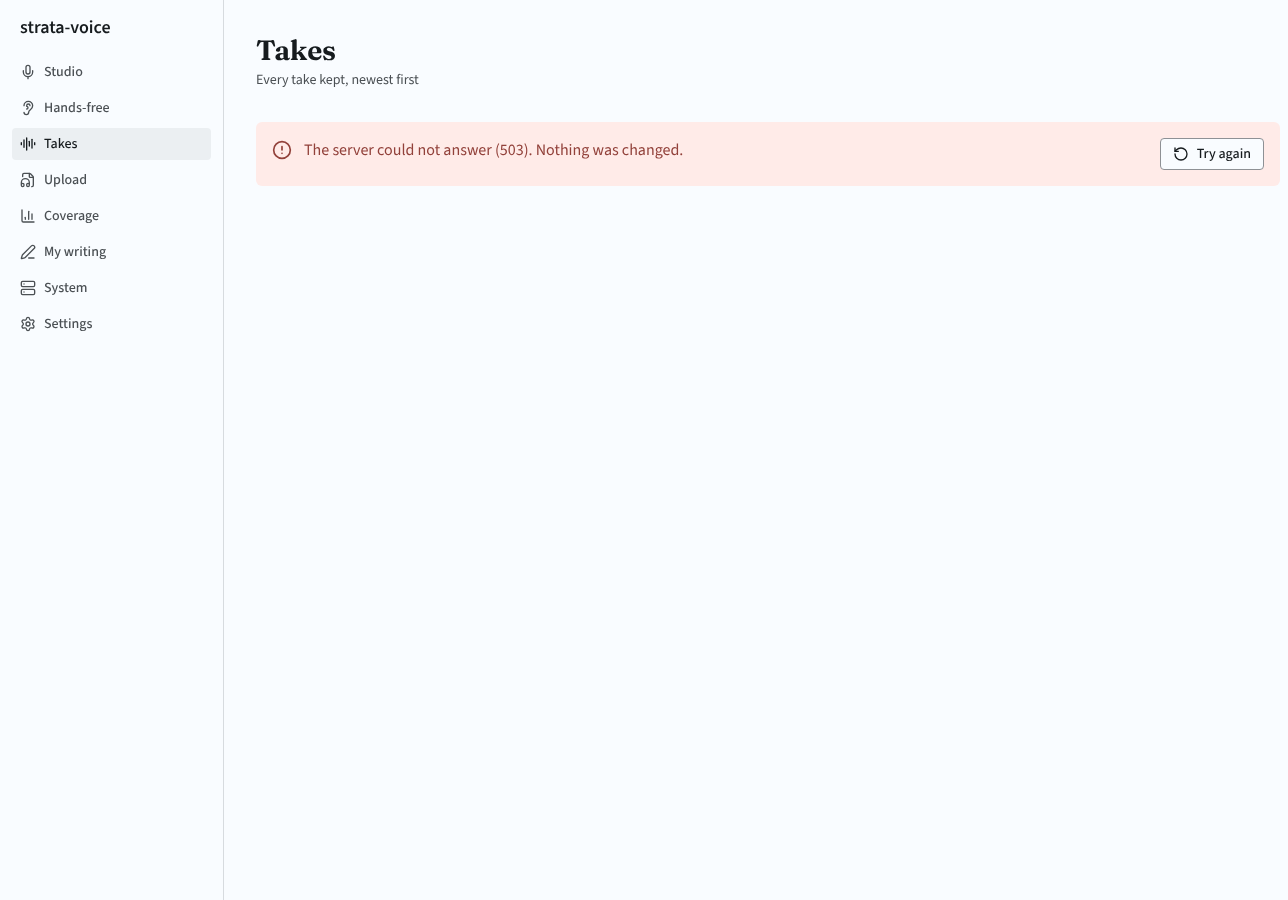 strata-voice
Studio
Hands-free
Takes
Upload
Coverage
My writing
System
Settings
Takes
Every take kept, newest first
The server could not answer (503). Nothing was changed.
Try again